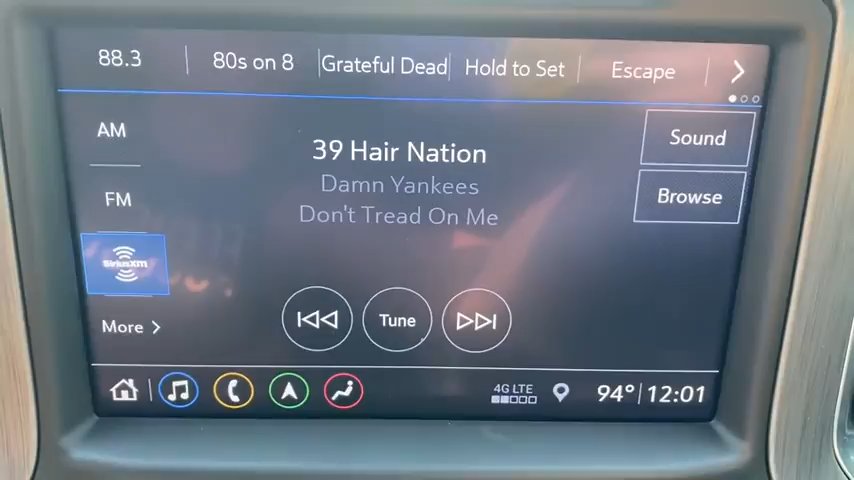 88.3 80s on 8 Grateful Dead Hold to Set Escape
AM
FM
SiriusXM
More
39 Hair Nation
Damn Yankees
Don't Tread On Me
Sound
Browse
Tune
4G LTE
94° 12:01